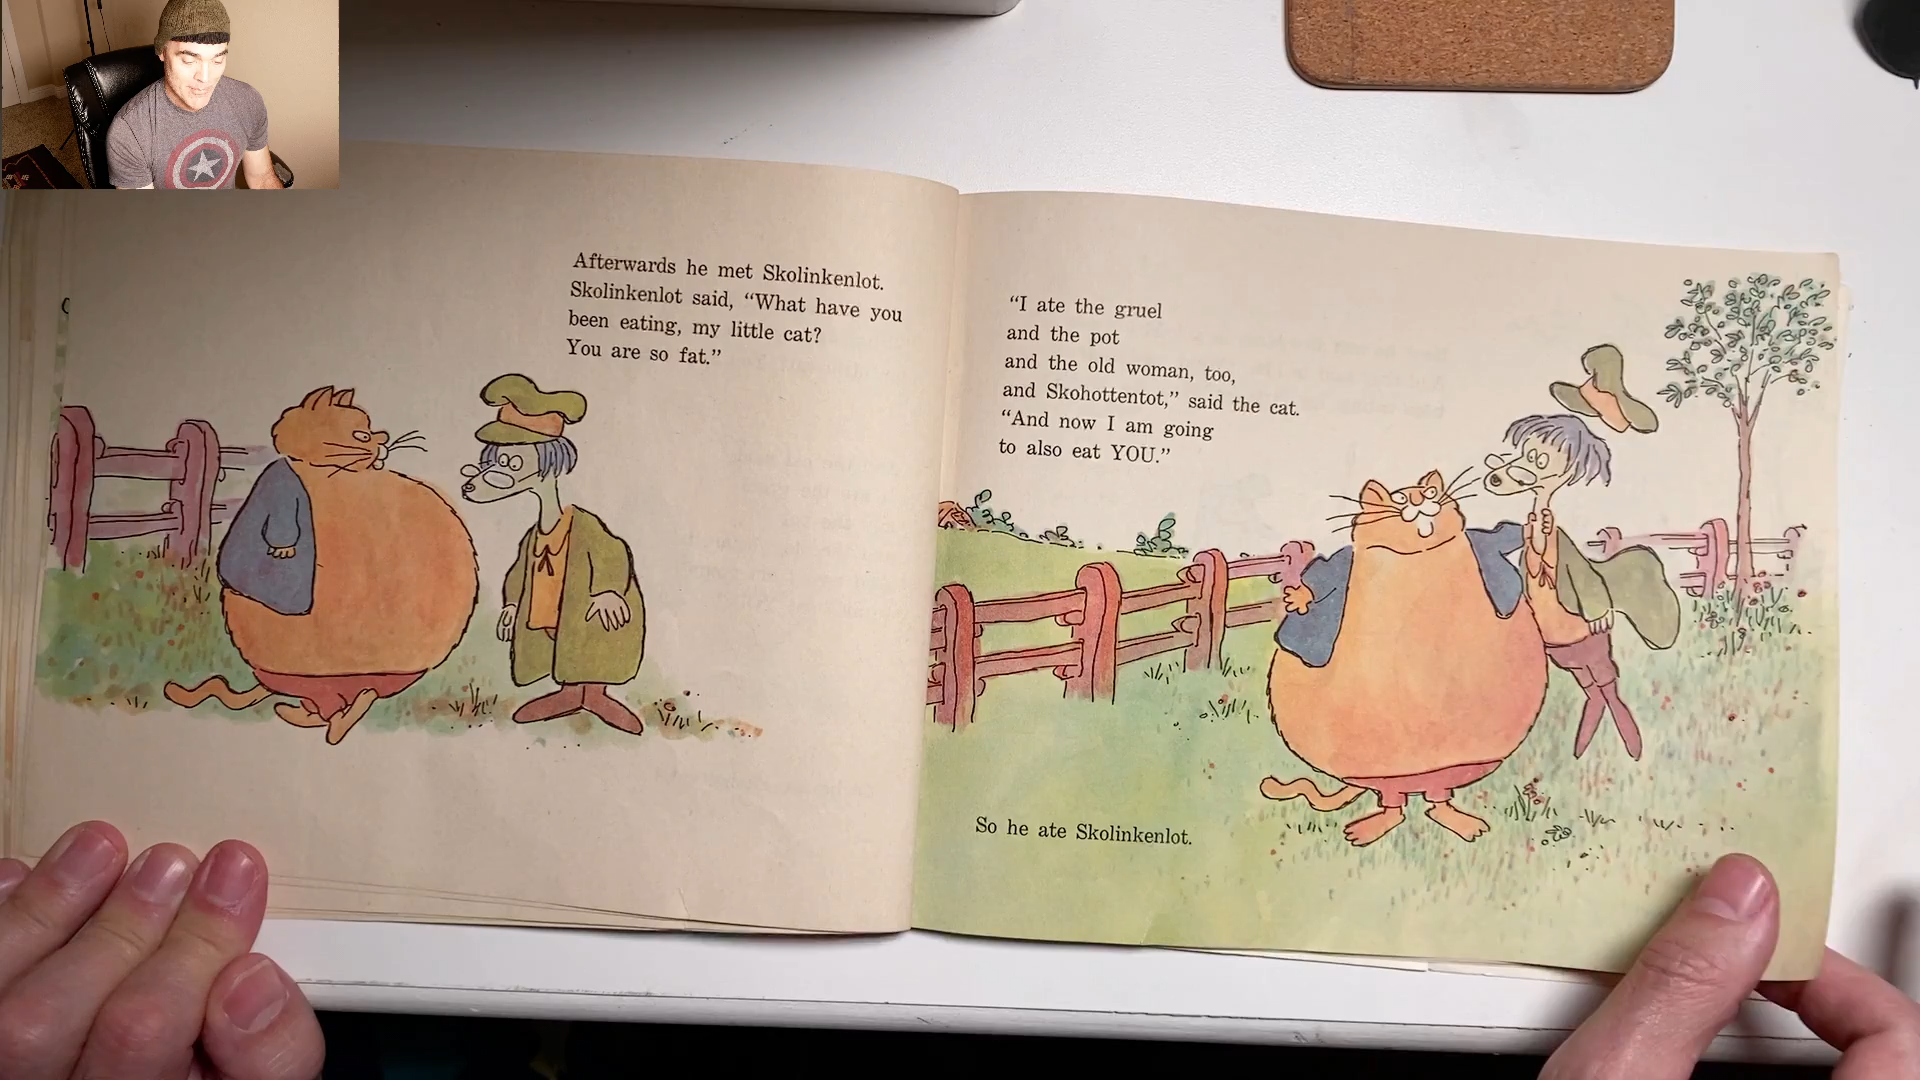 Afterwards he met Skolinkenlot.
Skolinkenlot said, “What have you
been eating, my little cat?
You are so fat.”
“I ate the gruel
and the pot
and the old woman, too,
and Skohottentot,” said the cat.
“And now I am going
to also eat YOU.”
So he ate Skolinkenlot.